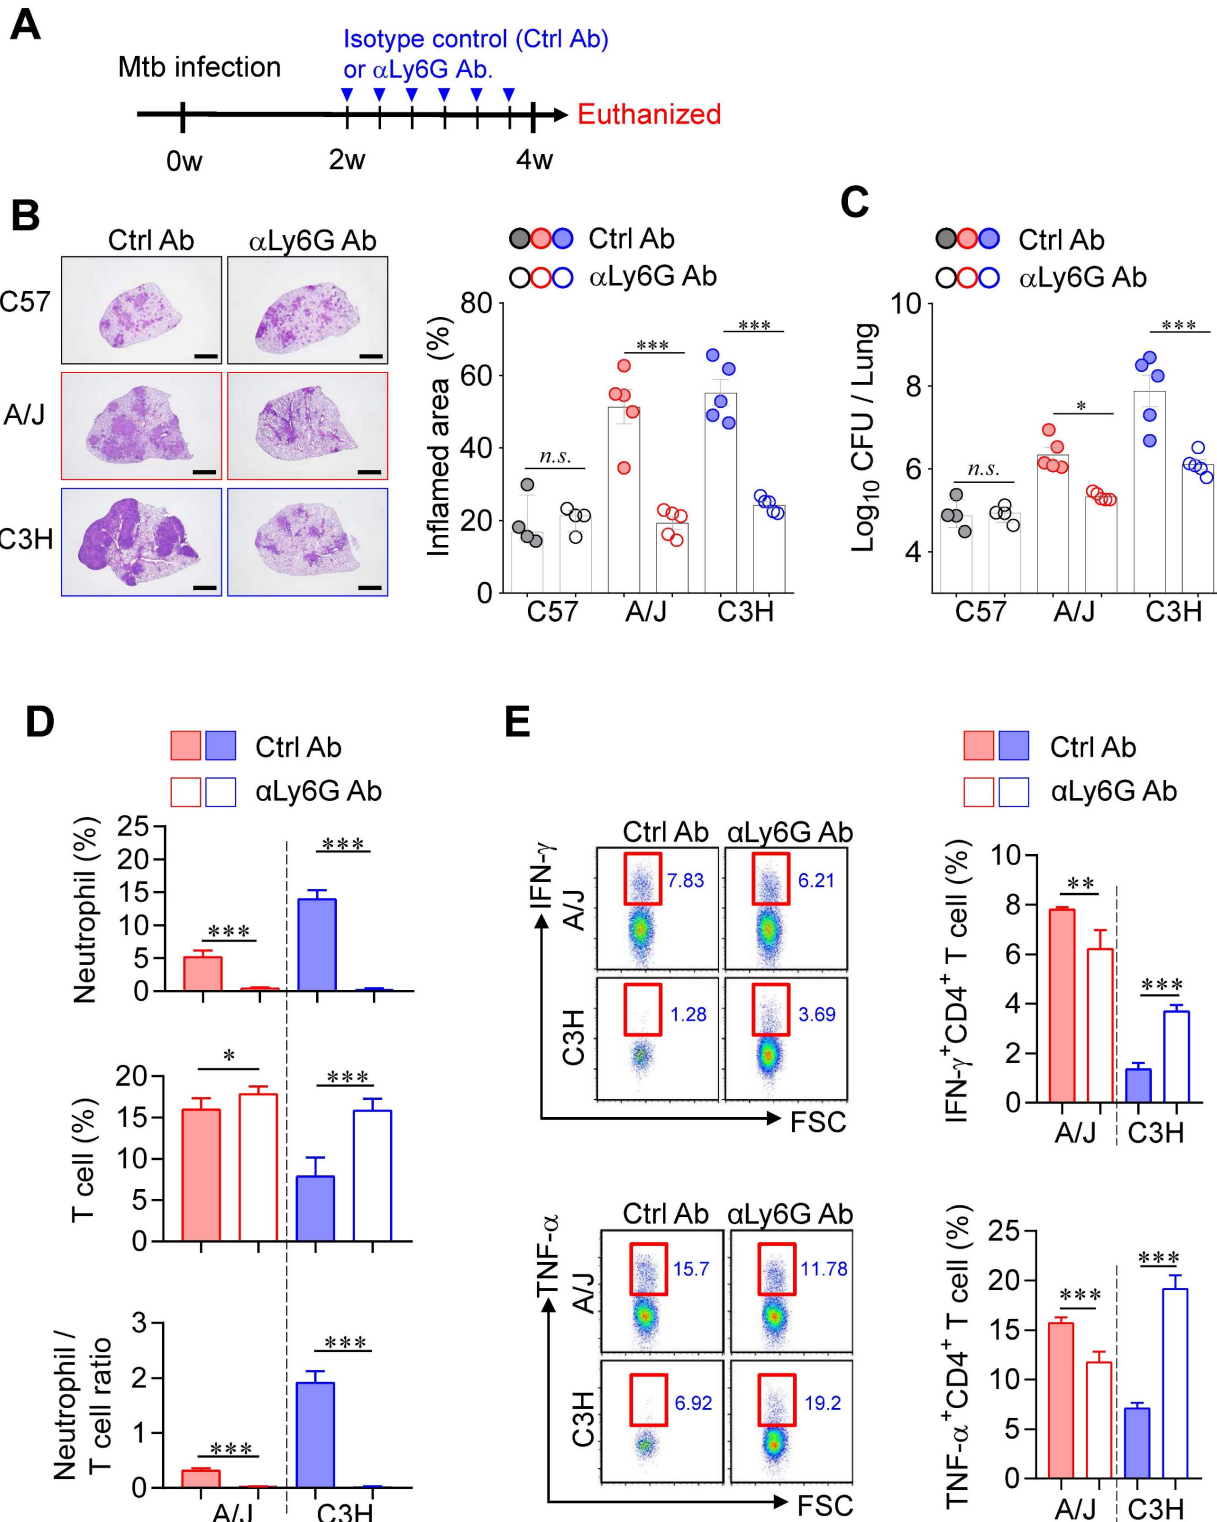 A
Isotype control (Ctrl Ab)
or αLy6G Ab.
Mtb infection
Euthanized
0w
2w
4w
B
Ctrl Ab
αLy6G Ab
C57
A/J
C3H
Ctrl Ab
αLy6G Ab
Inflamed area (%)
80
60
40
20
0
n.s.
***
***
C57
A/J
C3H
C
Ctrl Ab
αLy6G Ab
Log10 CFU / Lung
10
8
6
4
n.s.
*
***
C57
A/J
C3H
D
Ctrl Ab
αLy6G Ab
Neutrophil (%)
25
20
15
10
5
0
***
***
T cell (%)
20
15
10
5
0
*
***
Neutrophil /
T cell ratio
3
2
1
0
***
***
A/J
C3H
E
Ctrl Ab
αLy6G Ab
Ctrl Ab
αLy6G Ab
IFN-γ
A/J
7.83
6.21
C3H
1.28
3.69
FSC
IFN-γ+CD4+ T cell (%)
10
8
6
4
2
0
**
***
A/J
C3H
Ctrl Ab
αLy6G Ab
TNF-α
A/J
15.7
11.78
C3H
6.92
19.2
FSC
TNF-α+CD4+ T cell (%)
25
20
15
10
5
0
***
***
A/J
C3H